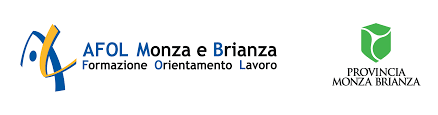 AFOL Monza e Brianza
Formazione Orientamento Lavoro
PROVINCIA
MONZA BRIANZA